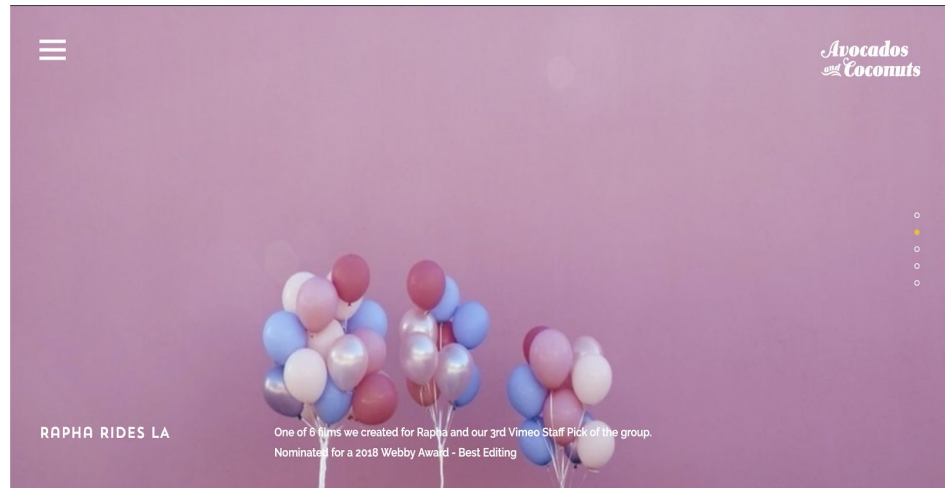 Avocados
and Coconuts
RAPHA RIDES LA
One of 6 films we created for Rapha and our 3rd Vimeo Staff Pick of the group.
Nominated for a 2018 Webby Award - Best Editing